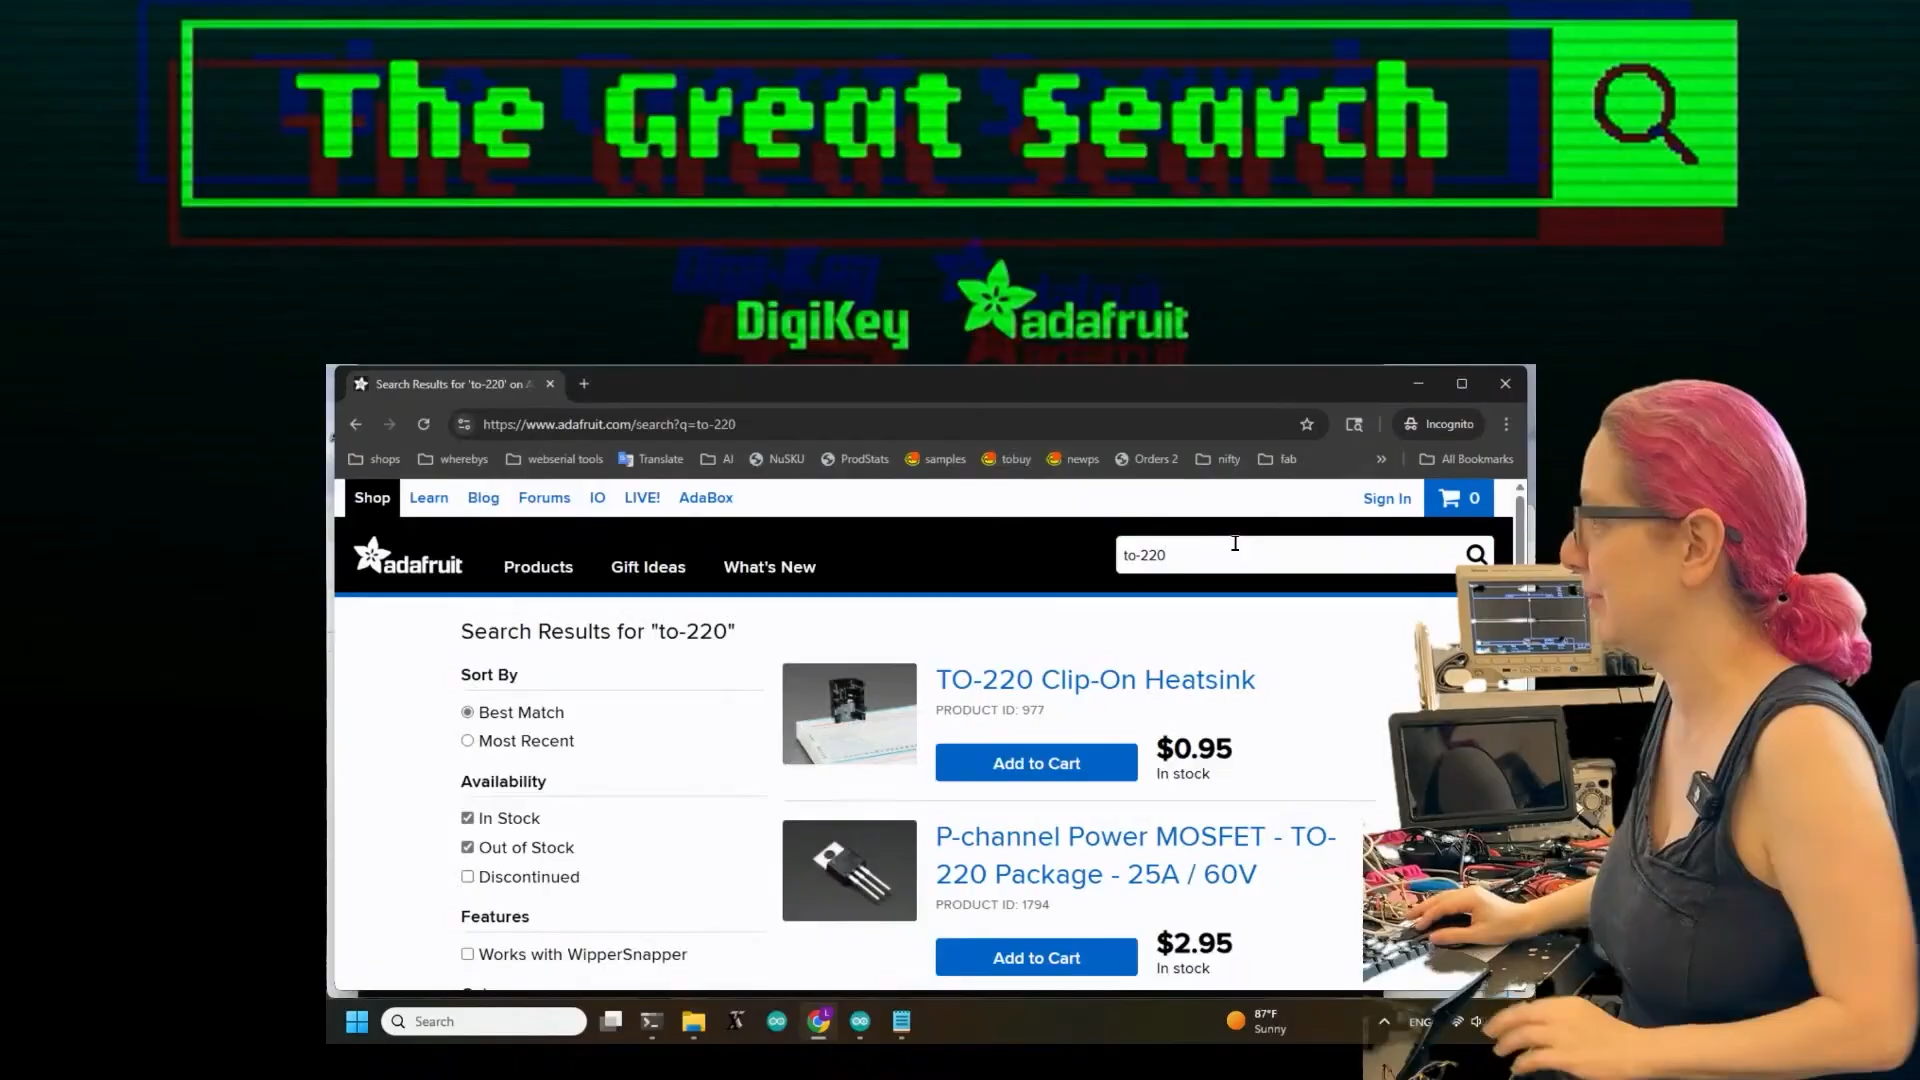 The Great Search
DigiKey adafruit
Search Results for 'to-220' on A
https://www.adafruit.com/search?q=to-220
Incognito
shops whereby webserial tools Translate AI NuSKU ProdStats samples tobuy newps Orders 2 nifty fab » All Bookmarks
Shop Learn Blog Forums IO LIVE! AdaBox Sign In 0
adafruit Products Gift Ideas What's New to-220
Search Results for "to-220"
Sort By
Best Match
Most Recent
Availability
In Stock
Out of Stock
Discontinued
Features
Works with WipperSnapper
TO-220 Clip-On Heatsink
PRODUCT ID: 977
Add to Cart
$0.95
In stock
P-channel Power MOSFET - TO-
220 Package - 25A / 60V
PRODUCT ID: 1794
Add to Cart
$2.95
In stock
Search
87°F
Sunny
ENG